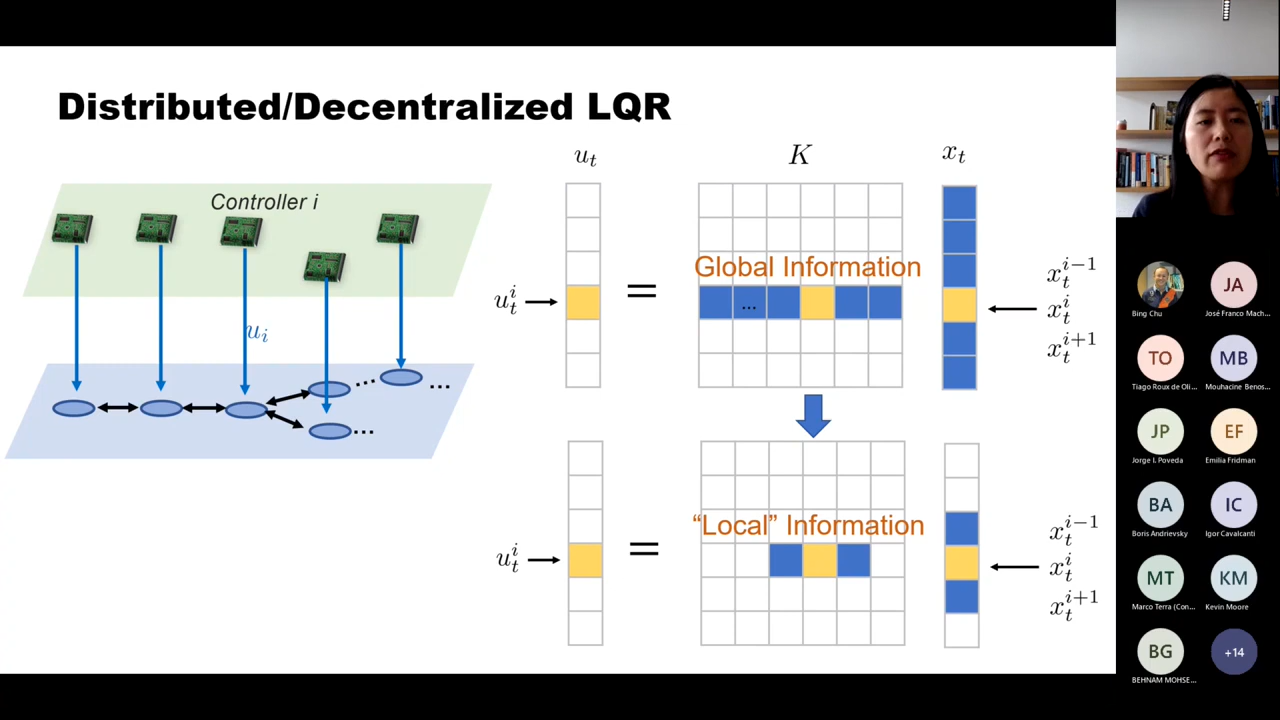 Distributed/Decentralized LQR
u_t
K
x_t
Controller i
Global Information
...
u_t^i
=
x_t^{i-1}
x_t^i
x_t^{i+1}
u_i
...
...
...
"Local" Information
u_t^i
=
x_t^{i-1}
x_t^i
x_t^{i+1}
Bing Chu
JA
José Franco Mach...
TO
Tiago Roux de Oli...
MB
Mouhacine Benos...
JP
Jorge I. Poveda
EF
Emilia Fridman
BA
Boris Andrievsky
IC
Igor Cavalcanti
MT
Marco Terra (Con...
KM
Kevin Moore
BG
BEHNAM MOHSE...
+14